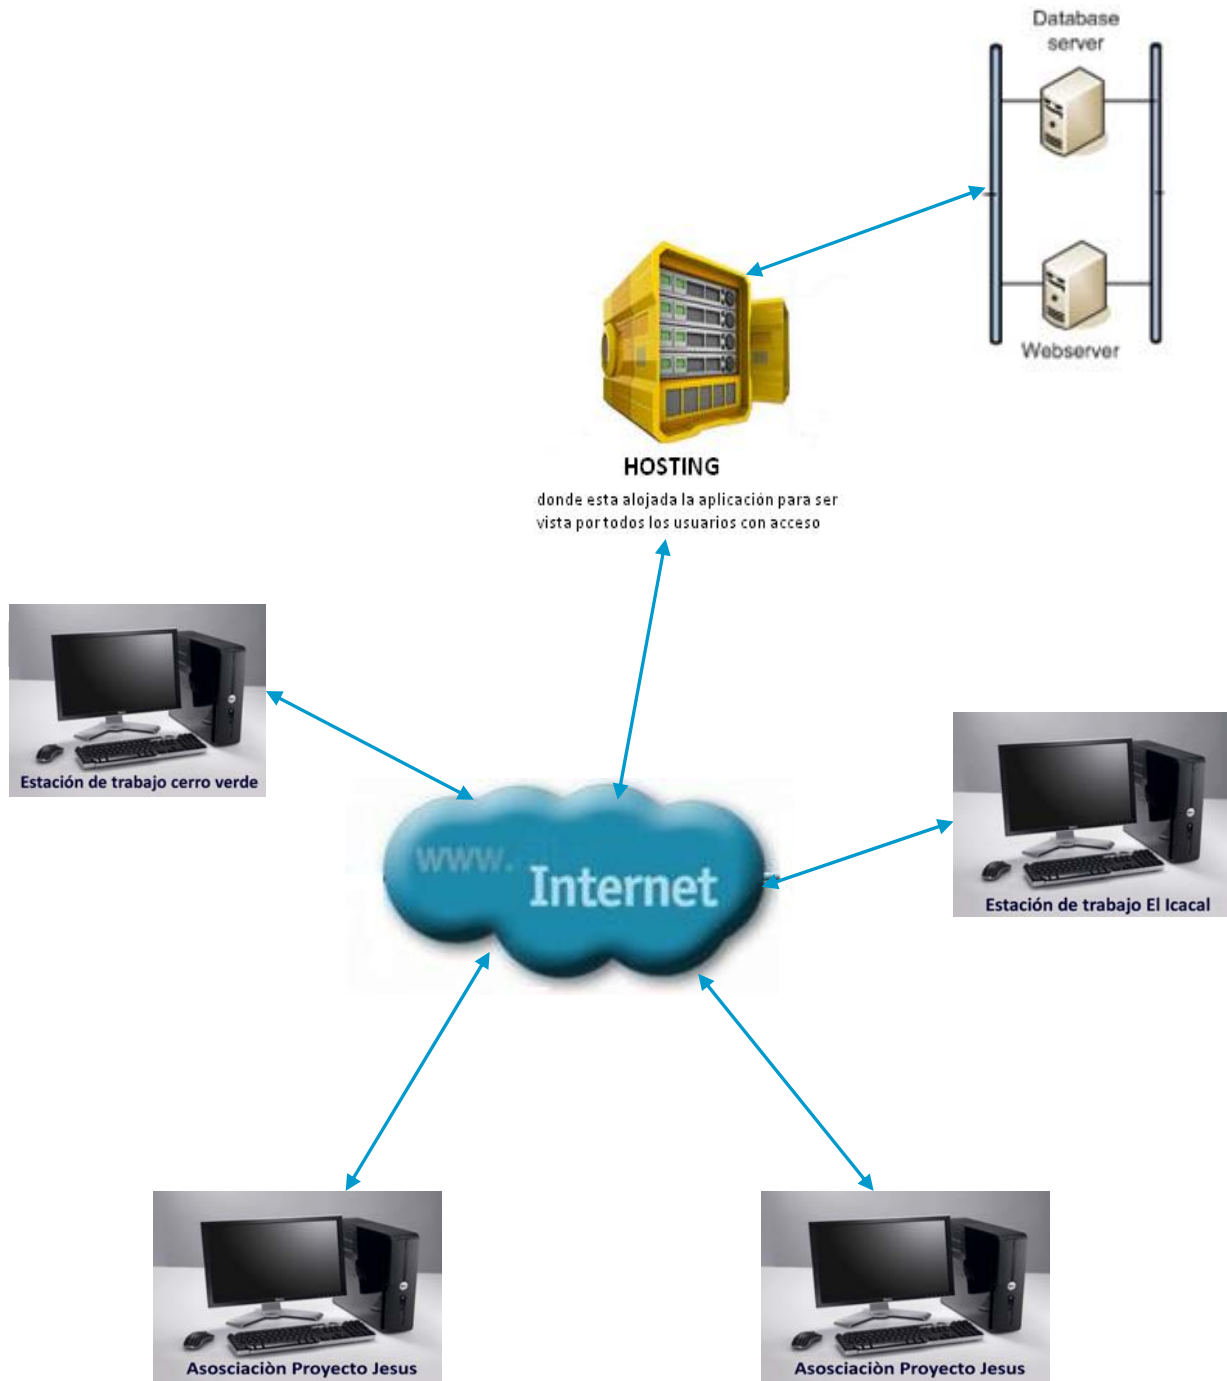 Database
server
Webserver
HOSTING
donde esta alojada la aplicación para ser
vista por todos los usuarios con acceso
Estación de trabajo cerro verde
www.
Internet
Estación de trabajo El Icacal
Asosciaciòn Proyecto Jesus
Asosciaciòn Proyecto Jesus